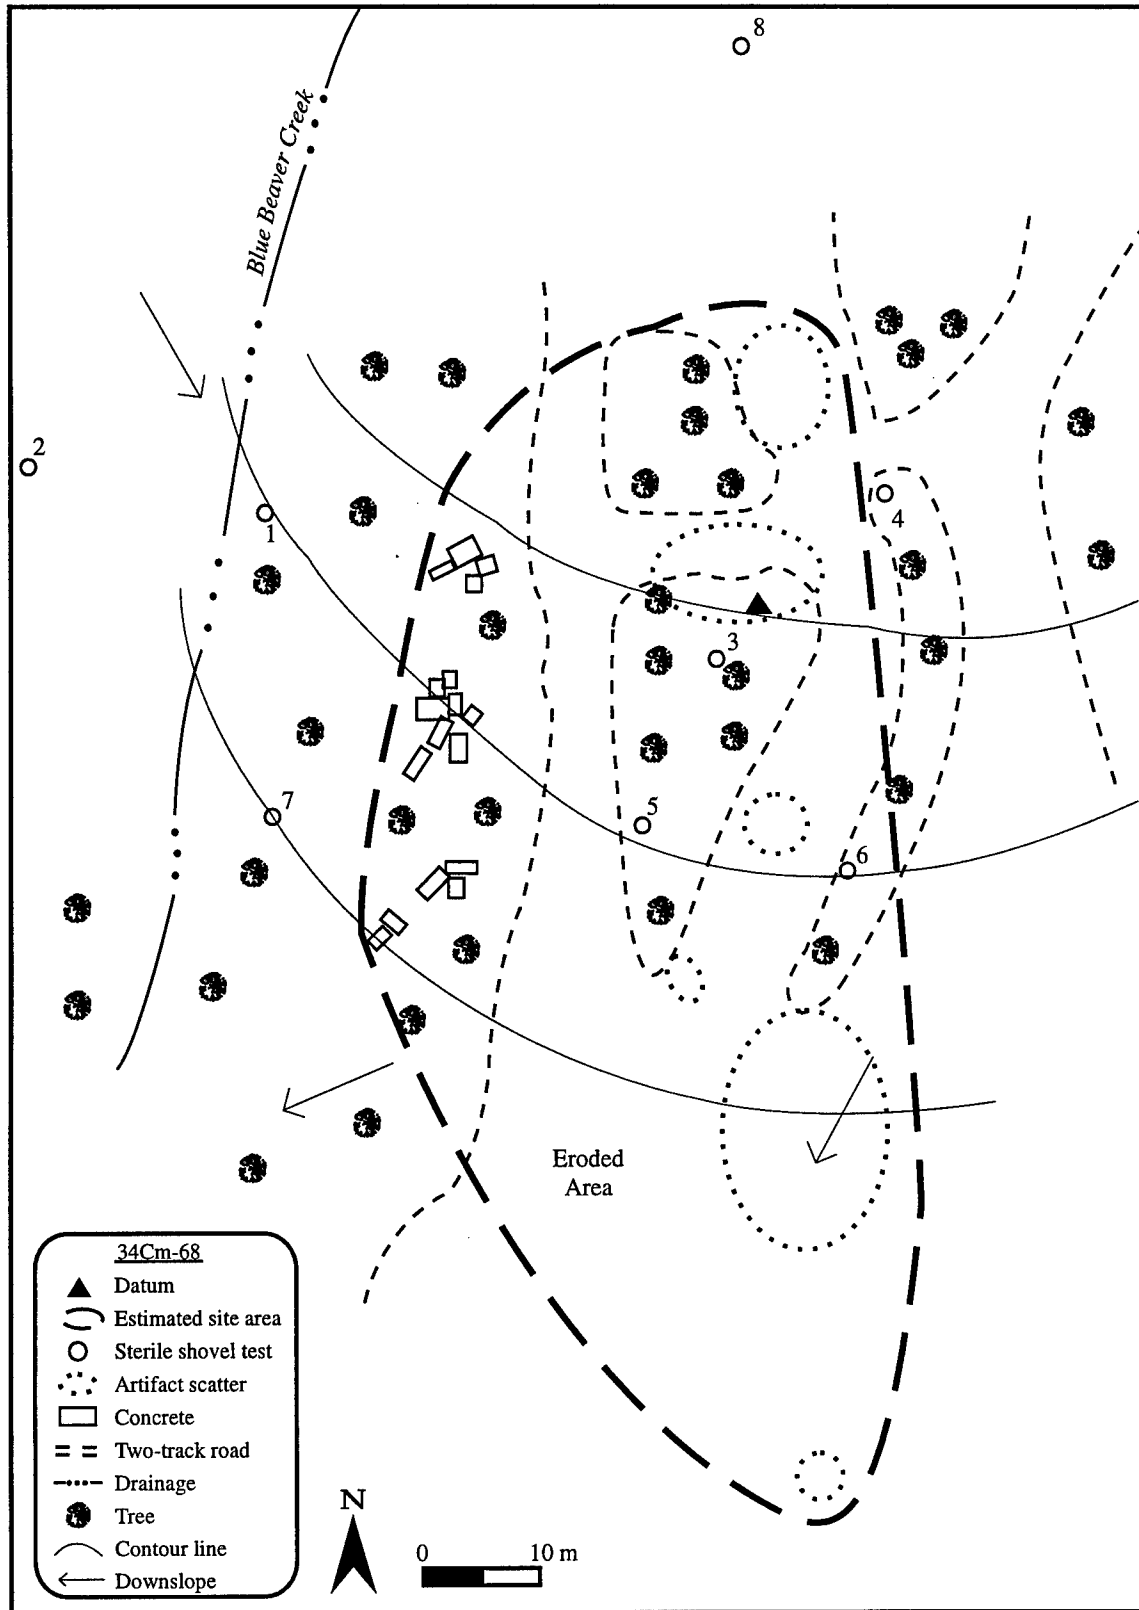 8
Blue Beaver Creek
2
1
4
3
7
5
6
Eroded
Area
34Cm-68
Datum
Estimated site area
Sterile shovel test
Artifact scatter
Concrete
Two-track road
Drainage
Tree
Contour line
Downslope
N
0 10 m